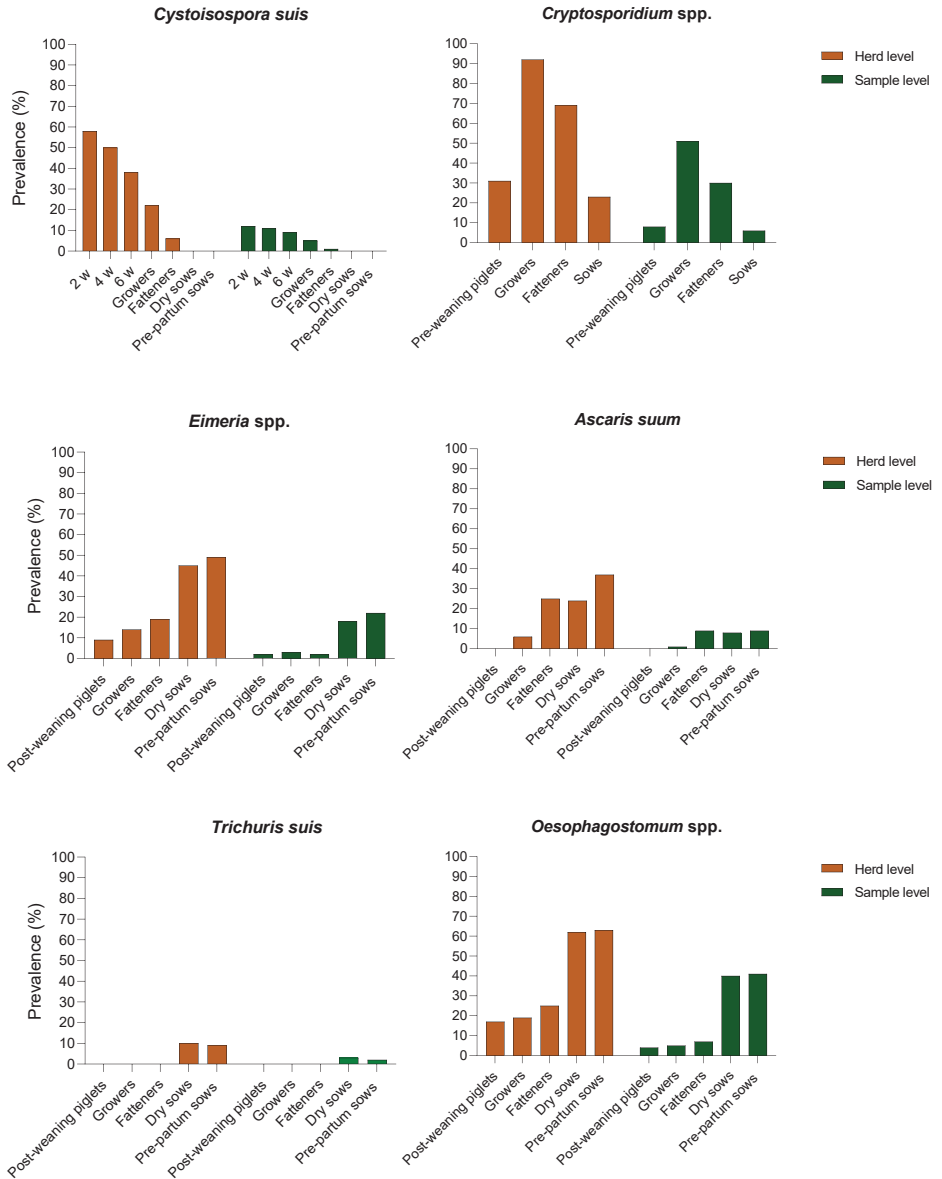 Cystoisospora suis
Prevalence (%)
100
90
80
70
60
50
40
30
20
10
0
2 w
4 w
6 w
Growers
Fatteners
Dry sows
Pre-partum sows
2 w
4 w
6 w
Growers
Fatteners
Dry sows
Pre-partum sows
Cryptosporidium spp.
100
90
80
70
60
50
40
30
20
10
0
Pre-weaning piglets
Growers
Fatteners
Sows
Pre-weaning piglets
Growers
Fatteners
Sows
Herd level
Sample level
Eimeria spp.
Prevalence (%)
100
90
80
70
60
50
40
30
20
10
0
Post-weaning piglets
Growers
Fatteners
Dry sows
Pre-partum sows
Post-weaning piglets
Growers
Fatteners
Dry sows
Pre-partum sows
Ascaris suum
100
90
80
70
60
50
40
30
20
10
0
Post-weaning piglets
Growers
Fatteners
Dry sows
Pre-partum sows
Post-weaning piglets
Growers
Fatteners
Dry sows
Pre-partum sows
Herd level
Sample level
Trichuris suis
Prevalence (%)
100
90
80
70
60
50
40
30
20
10
0
Post-weaning piglets
Growers
Fatteners
Dry sows
Pre-partum sows
Post-weaning piglets
Growers
Fatteners
Dry sows
Pre-partum sows
Oesophagostomum spp.
100
90
80
70
60
50
40
30
20
10
0
Post-weaning piglets
Growers
Fatteners
Dry sows
Pre-partum sows
Post-weaning piglets
Growers
Fatteners
Dry sows
Pre-partum sows
Herd level
Sample level